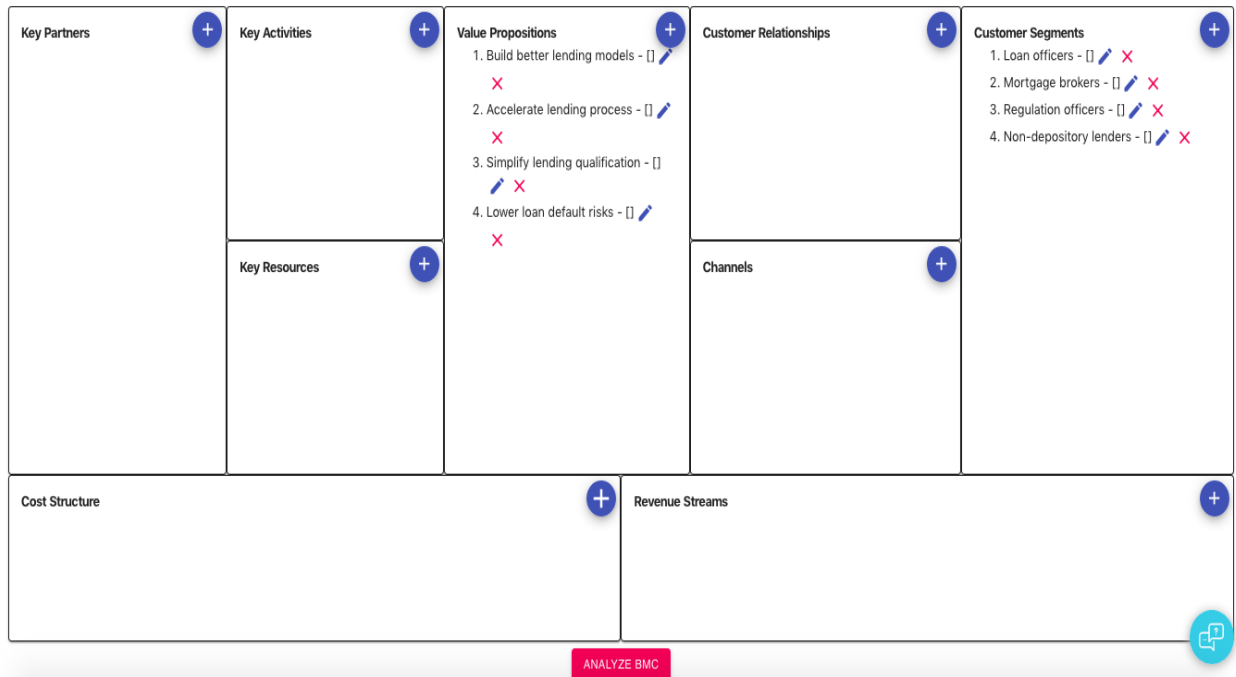 Key Partners
Key Activities
Value Propositions
1. Build better lending models - []
2. Accelerate lending process - []
3. Simplify lending qualification - []
4. Lower loan default risks - []
Customer Relationships
Customer Segments
1. Loan officers - []
2. Mortgage brokers - []
3. Regulation officers - []
4. Non-depository lenders - []
Key Resources
Channels
Cost Structure
Revenue Streams
ANALYZE BMC